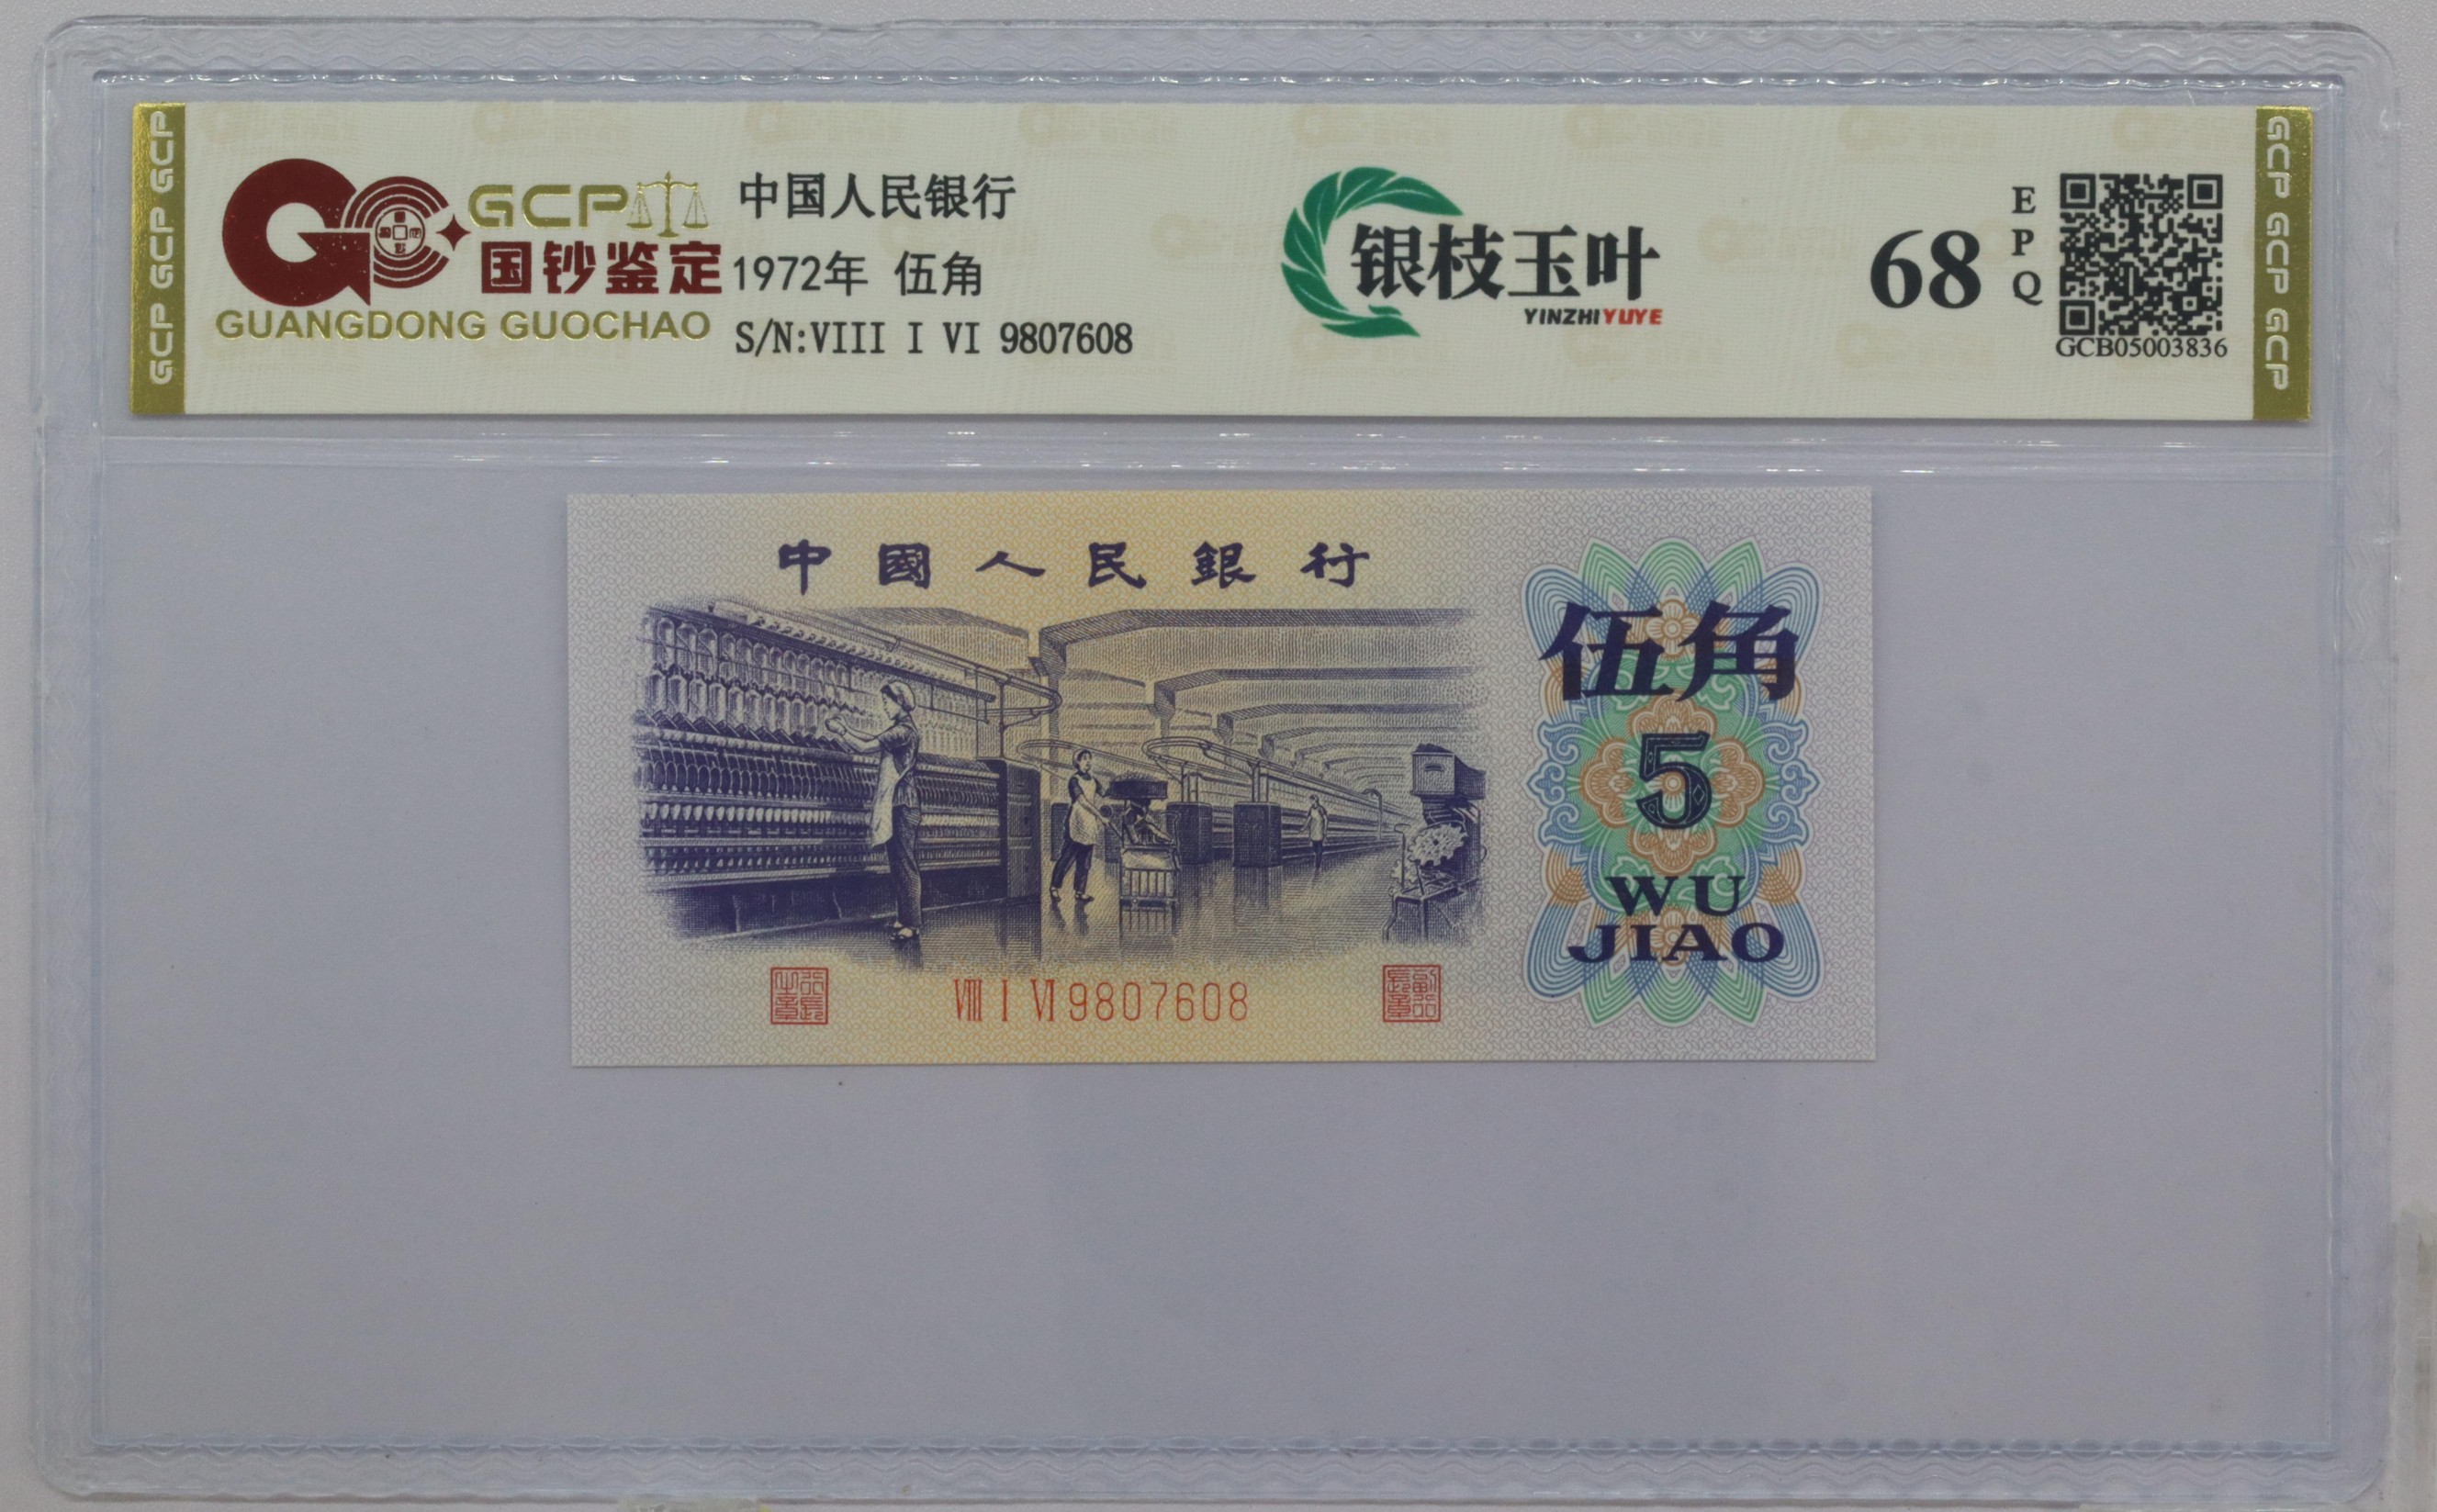 GCP GCP GCP
GCP
国钞鉴定
GUANGDONG GUOCHAO
中国人民银行
1972年 伍角
S/N:VIII I VI 9807608
银枝玉叶
YINZHIYUYE
68
EPQ
GCB05003836
GCP GCP GCP
中國人民銀行
伍角
5
WU
JIAO
VIII I VI 9807608